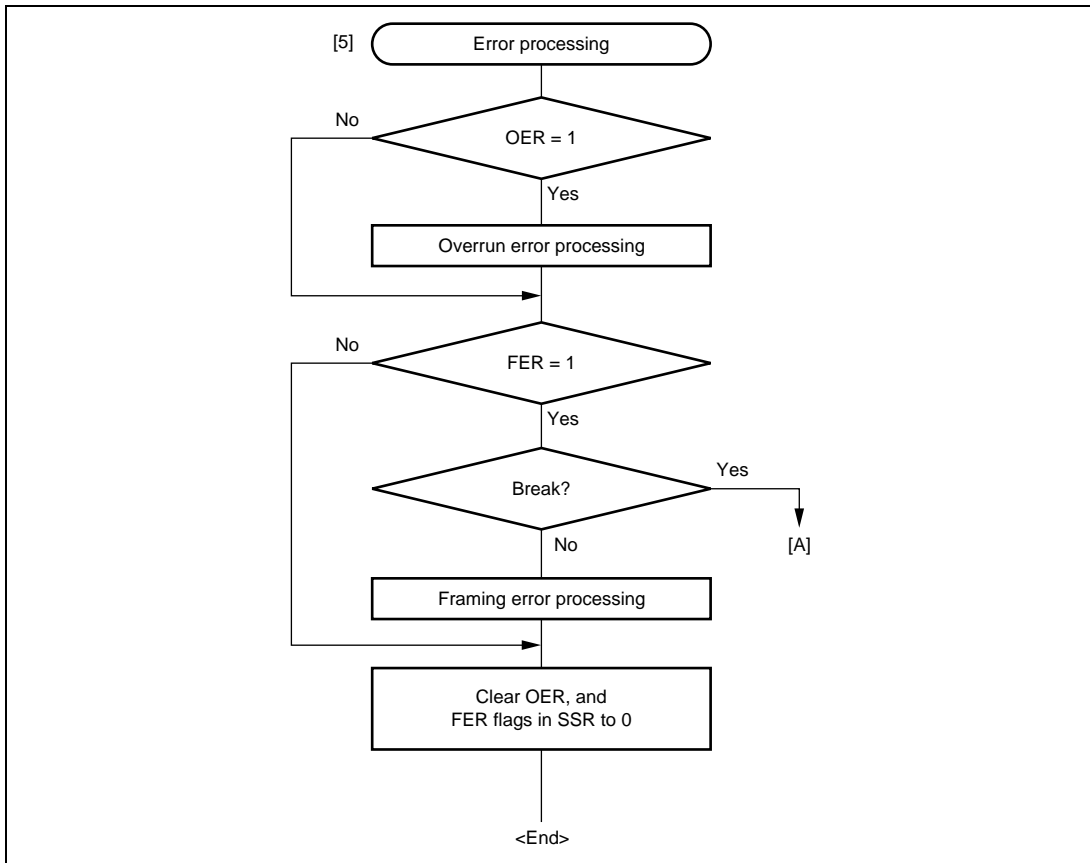 [5]
Error processing
No
OER = 1
Yes
Overrun error processing
No
FER = 1
Yes
Yes
Break?
[A]
No
Framing error processing
Clear OER, and
FER flags in SSR to 0
<End>